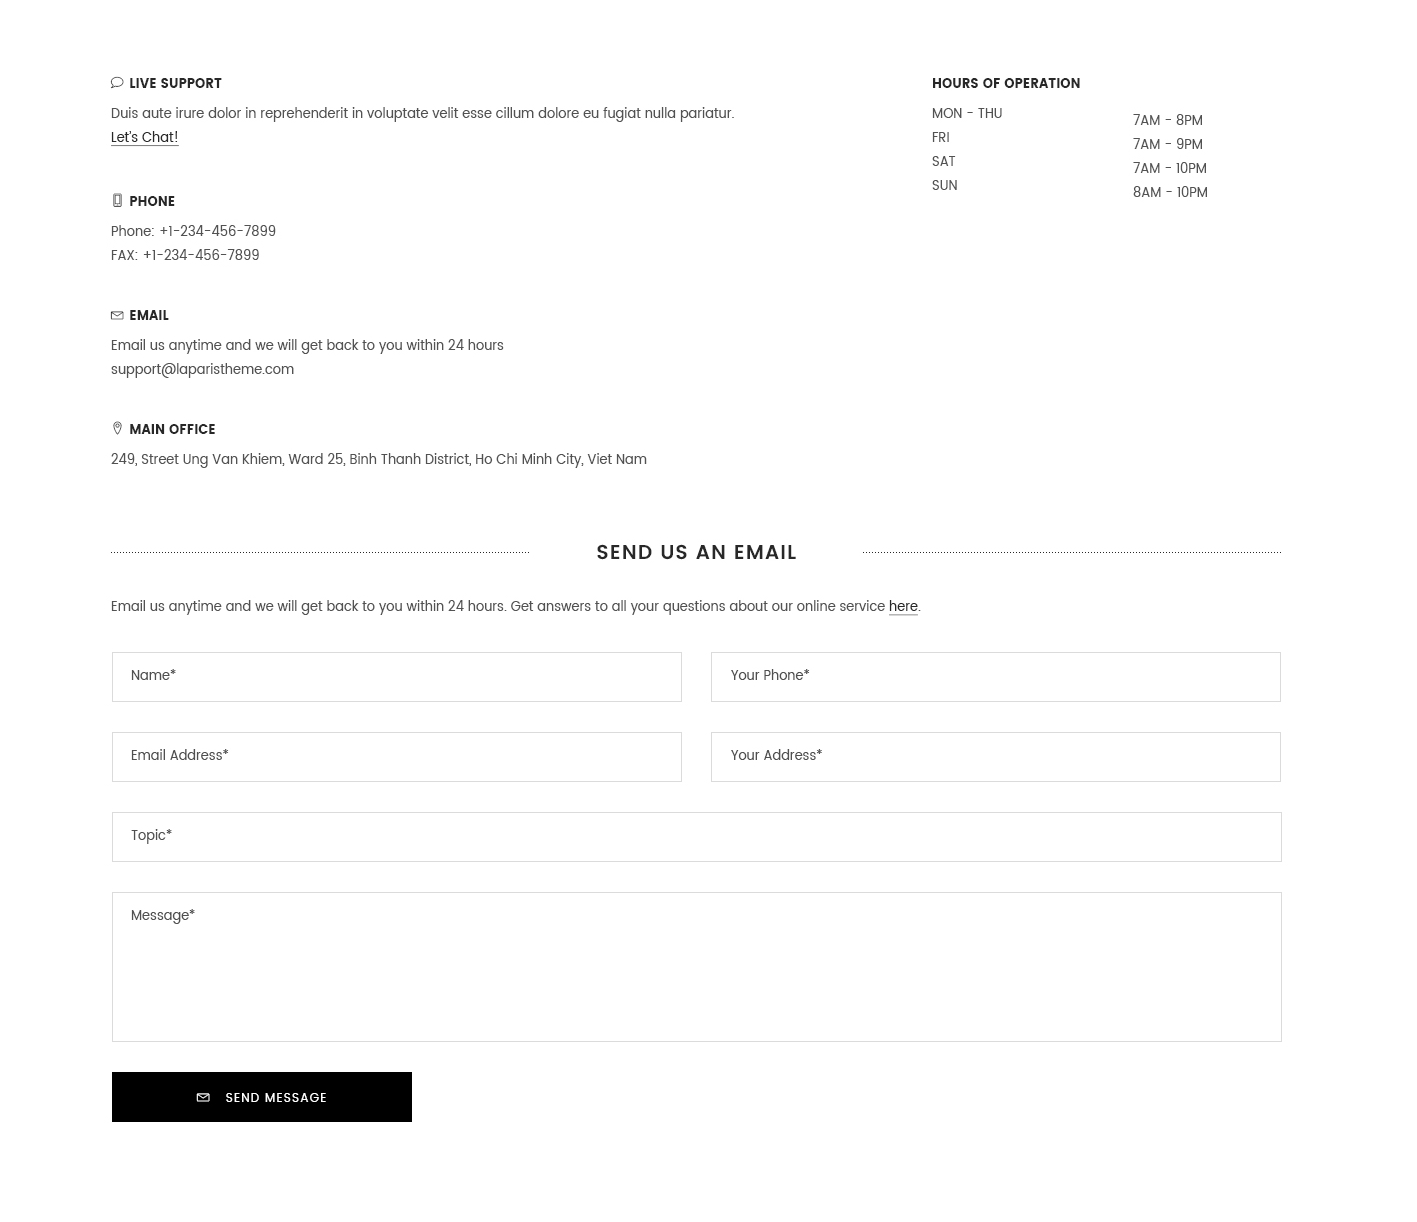 LIVE SUPPORT
Duis aute irure dolor in reprehenderit in voluptate velit esse cillum dolore eu fugiat nulla pariatur.
Let's Chat!
PHONE
Phone: +1-234-456-7899
FAX: +1-234-456-7899
EMAIL
Email us anytime and we will get back to you within 24 hours
support@laparistheme.com
MAIN OFFICE
249, Street Ung Van Khiem, Ward 25, Binh Thanh District, Ho Chi Minh City, Viet Nam
HOURS OF OPERATION
MON - THU 7AM - 8PM
FRI 7AM - 9PM
SAT 7AM - 10PM
SUN 8AM - 10PM
SEND US AN EMAIL
Email us anytime and we will get back to you within 24 hours. Get answers to all your questions about our online service here.
Name* Your Phone*
Email Address* Your Address*
Topic*
Message*
SEND MESSAGE